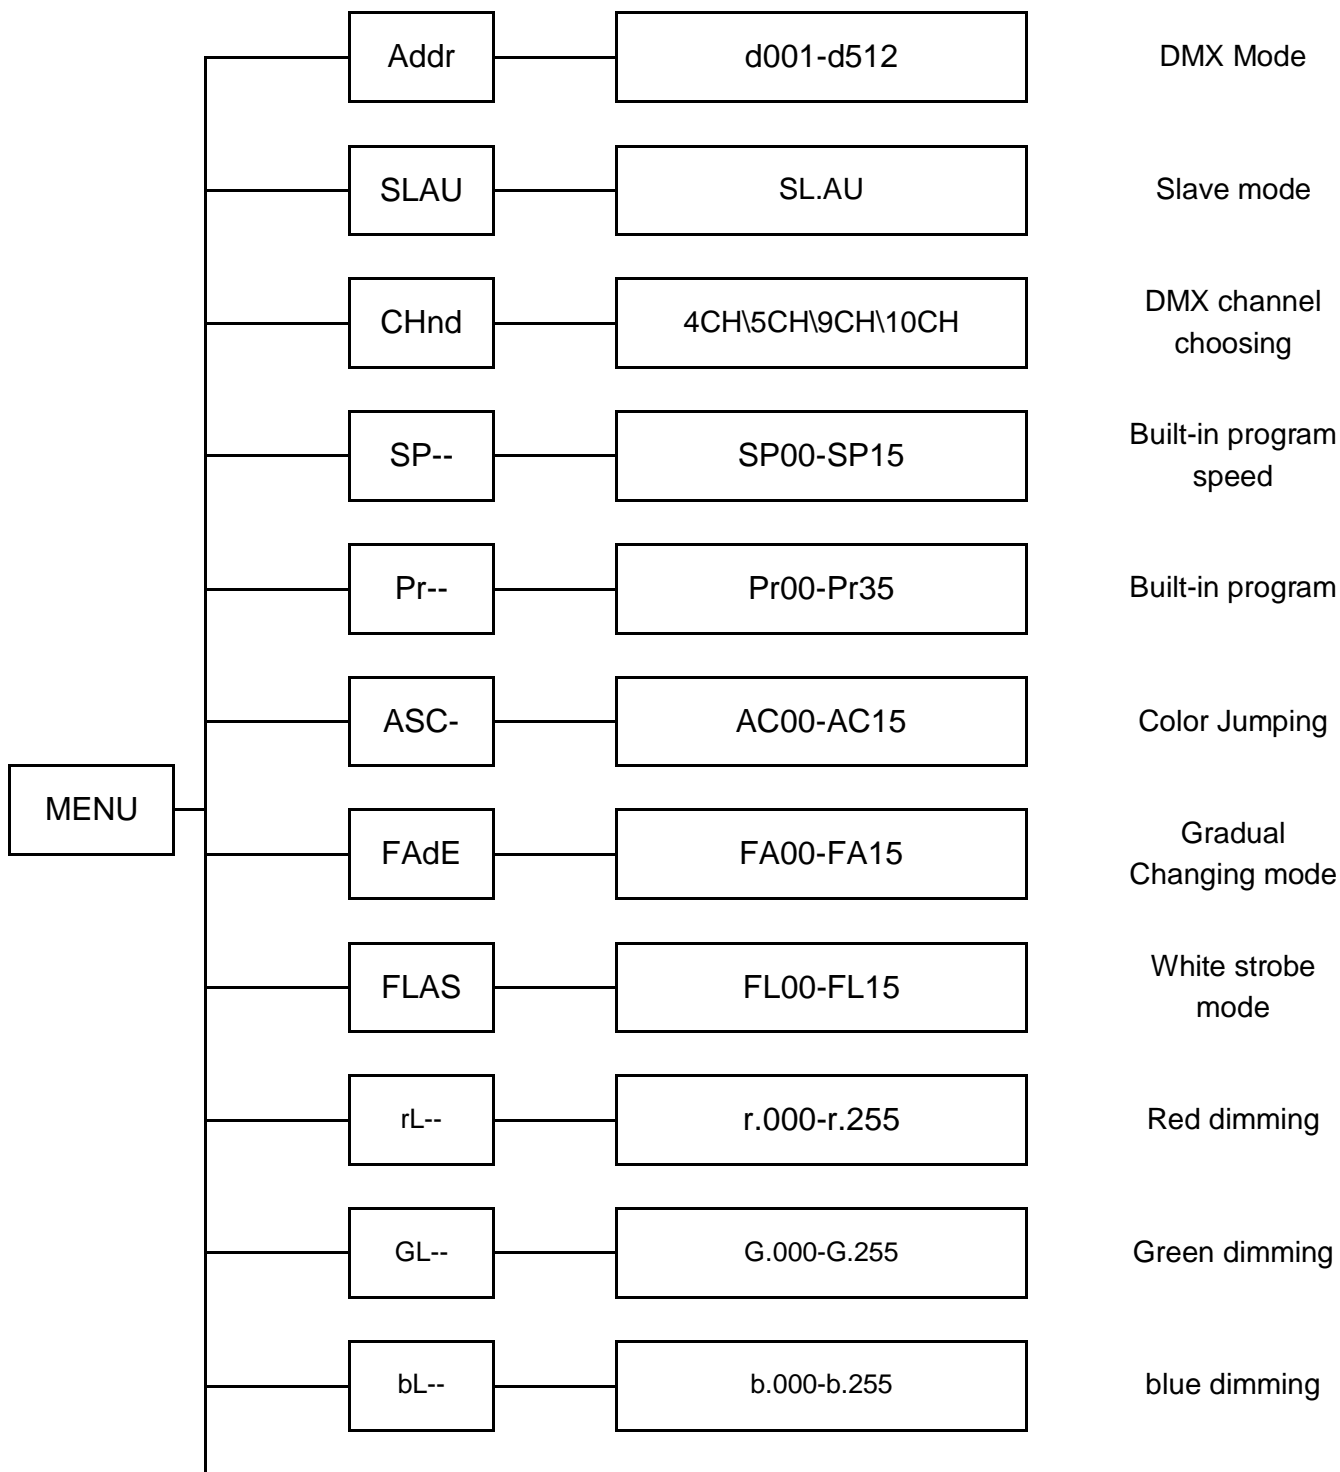 Addr d001-d512 DMX Mode
SLAU SL.AU Slave mode
CHnd 4CH\5CH\9CH\10CH DMX channel
choosing
SP-- SP00-SP15 Built-in program
speed
Pr-- Pr00-Pr35 Built-in program
ASC- AC00-AC15 Color Jumping
MENU
FAdE FA00-FA15 Gradual
Changing mode
FLAS FL00-FL15 White strobe
mode
rL-- r.000-r.255 Red dimming
GL-- G.000-G.255 Green dimming
bL-- b.000-b.255 blue dimming